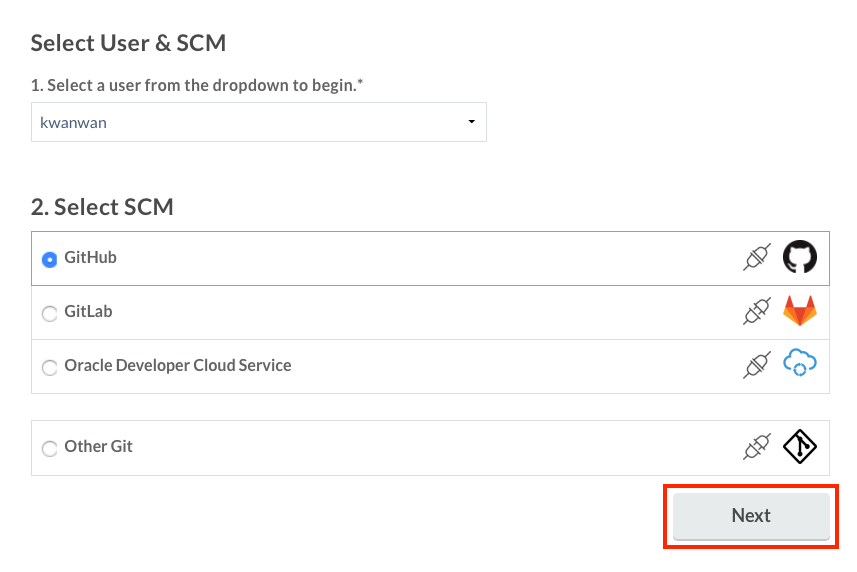 Select User & SCM
1. Select a user from the dropdown to begin.*
kwanwan
2. Select SCM
GitHub
GitLab
Oracle Developer Cloud Service
Other Git
Next